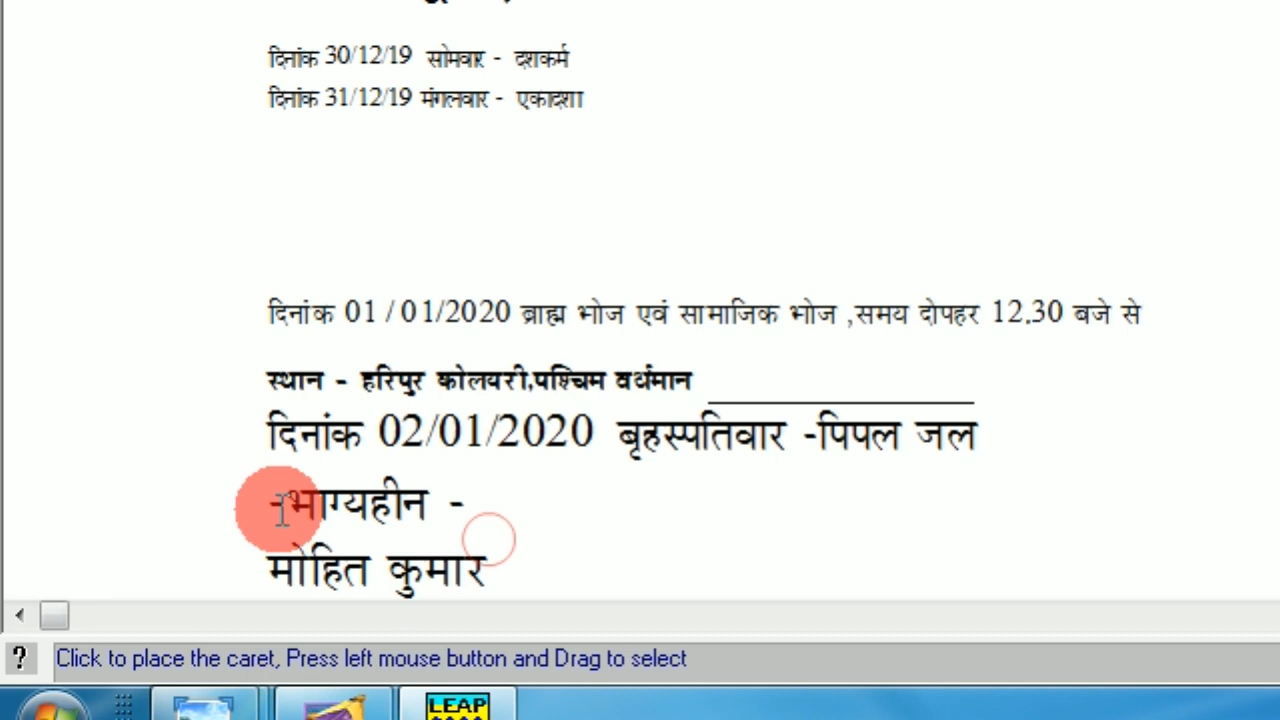 दिनांक 30/12/19 सोमवार - दशकर्म
दिनांक 31/12/19 मंगलवार - एकादशा
दिनांक 01 / 01/2020 ब्राह्म भोज एवं सामाजिक भोज ,समय दोपहर 12.30 बजे से
स्थान - हरिपुर कोलयरी,पश्चिम वर्धमान
दिनांक 02/01/2020 बृहस्पतिवार -पिपल जल
-भाग्यहीन -
मोहित कुमार
? Click to place the caret, Press left mouse button and Drag to select
LEAP